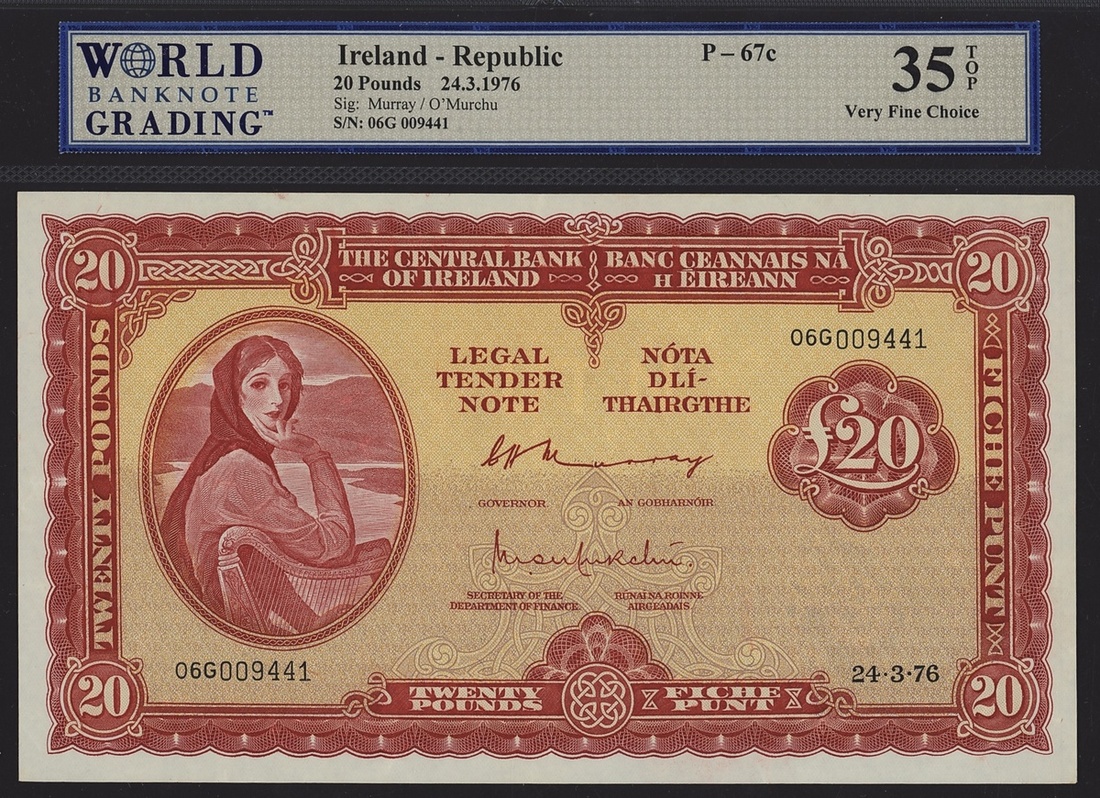 WORLD
BANKNOTE
GRADING™
Ireland - Republic
20 Pounds 24.3.1976
Sig: Murray / O'Murchu
S/N: 06G 009441
P – 67c
35 TOP
Very Fine Choice
20
THE CENTRAL BANK
OF IRELAND
BANC CEANNAIS NA
H EIREANN
20
TWENTY POUNDS
LEGAL
TENDER
NOTE
NÓTA
DLÍ-
THAIRGTHE
06G009441
£20
FICHE PUNT
C H Murray
GOVERNOR
AN GOBHARNÓIR
SECRETARY OF THE
DEPARTMENT OF FINANCE
RÚNAÍ NA ROINNE
AIRGEADAIS
06G009441
24·3·76
20
TWENTY
POUNDS
FICHE
PUNT
20